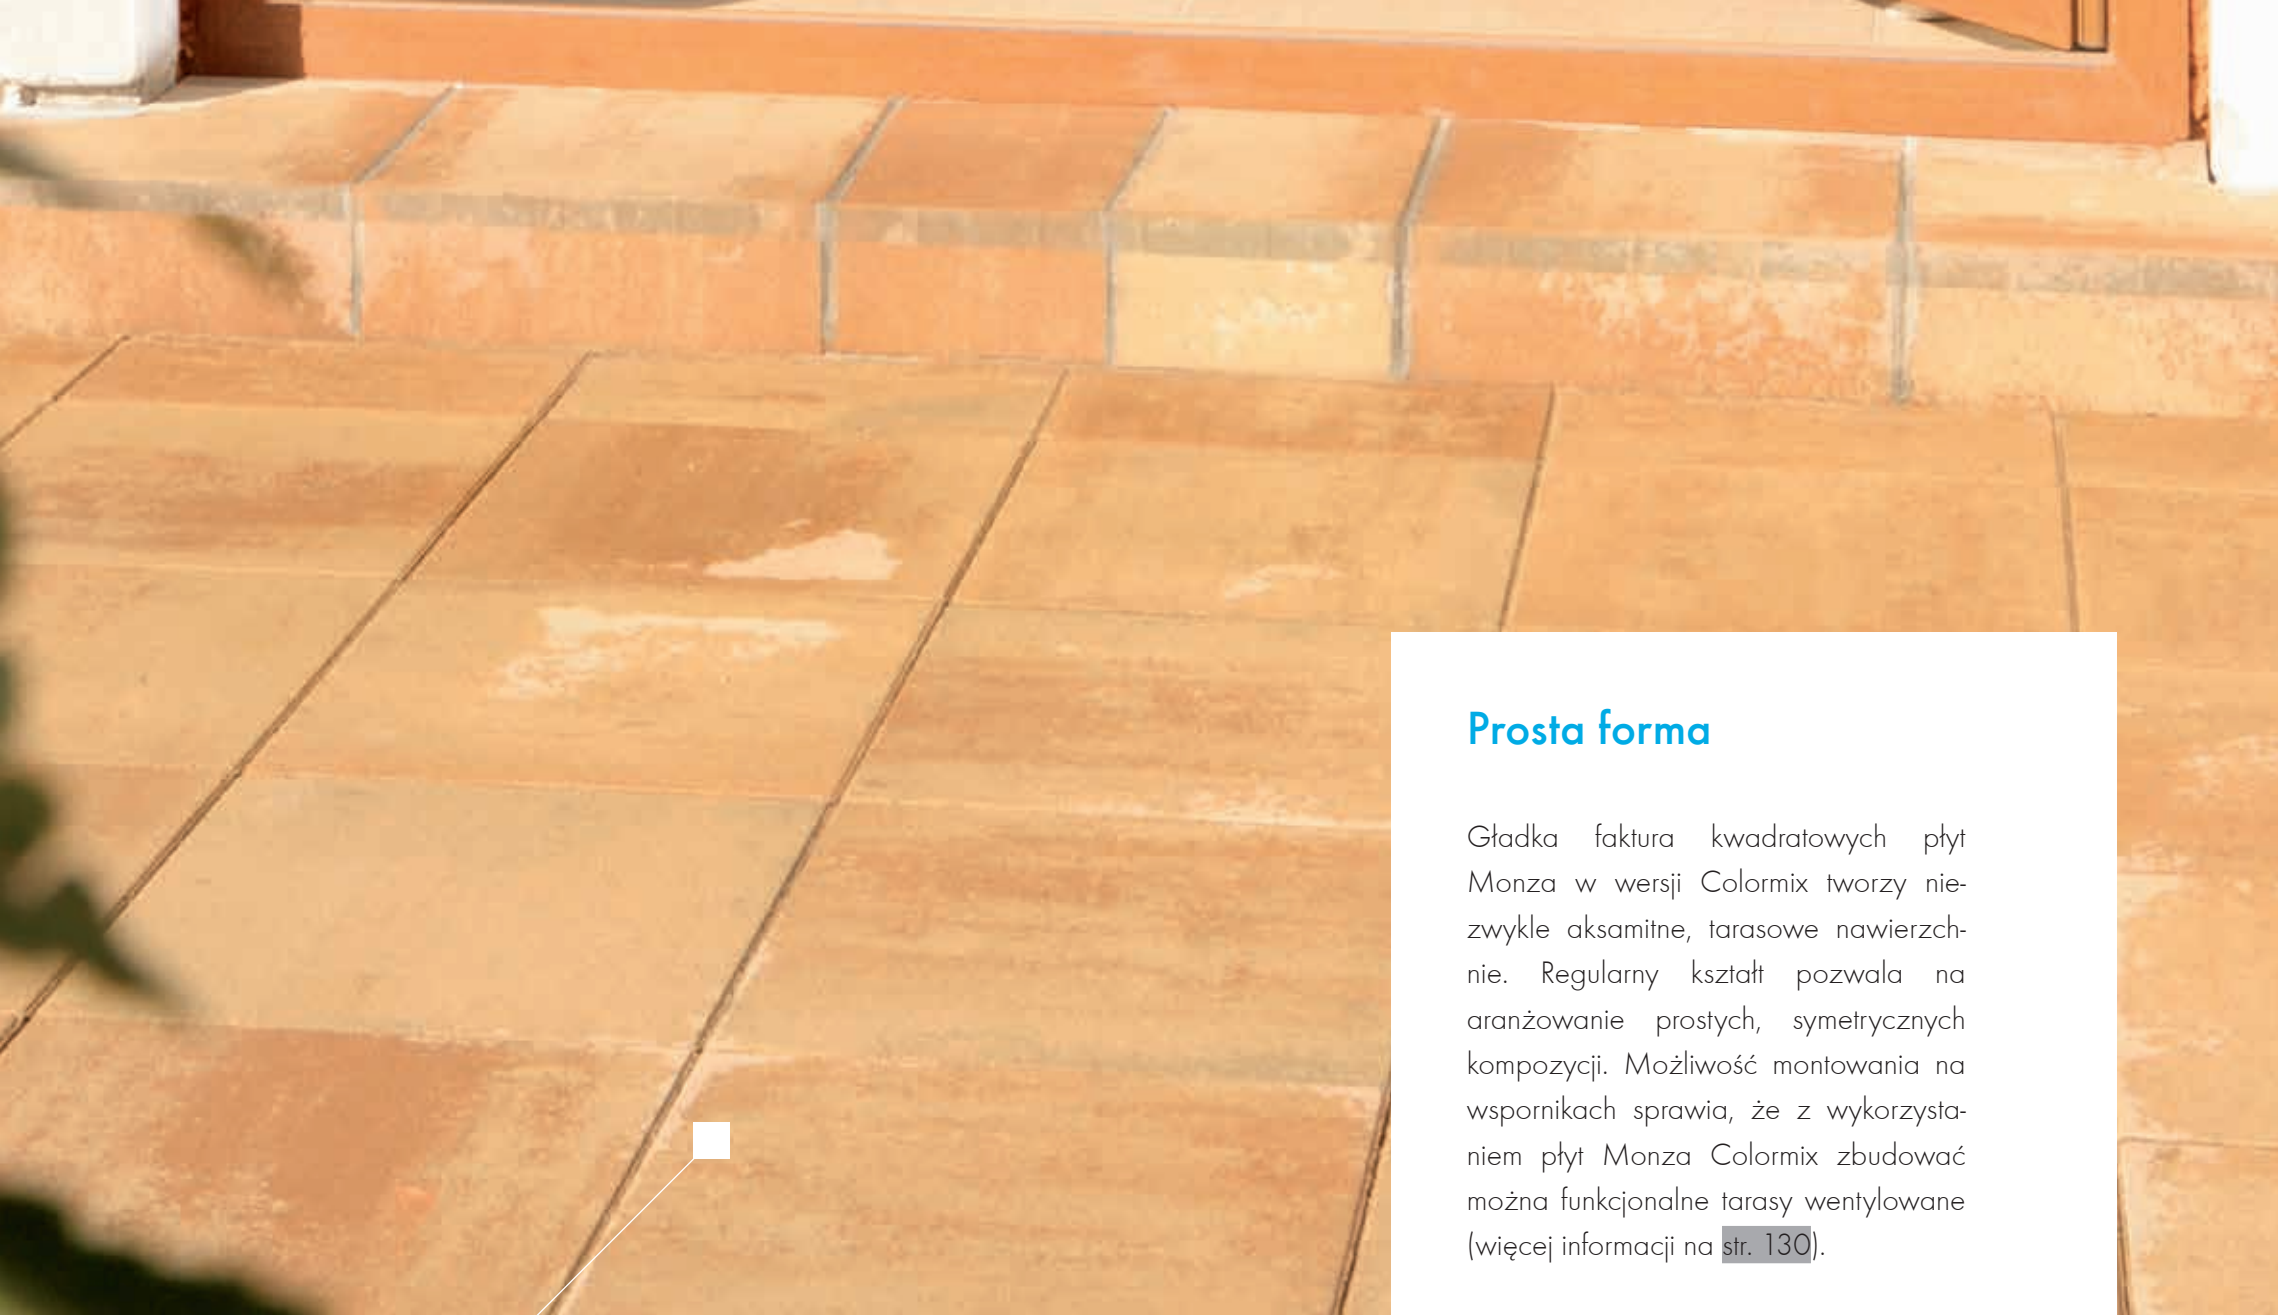 Prosta forma
Gładka faktura kwadratowych płyt
Monza w wersji Colormix tworzy nie-
zwykle aksamitne, tarasowe nawierzch-
nie. Regularny kształt pozwala na
aranżowanie prostych, symetrycznych
kompozycji. Możliwość montowania na
wspornikach sprawia, że z wykorzysta-
niem płyt Monza Colormix zbudować
można funkcjonalne tarasy wentylowane
(więcej informacji na str. 130).